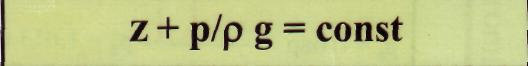 z + p/ρ g = const